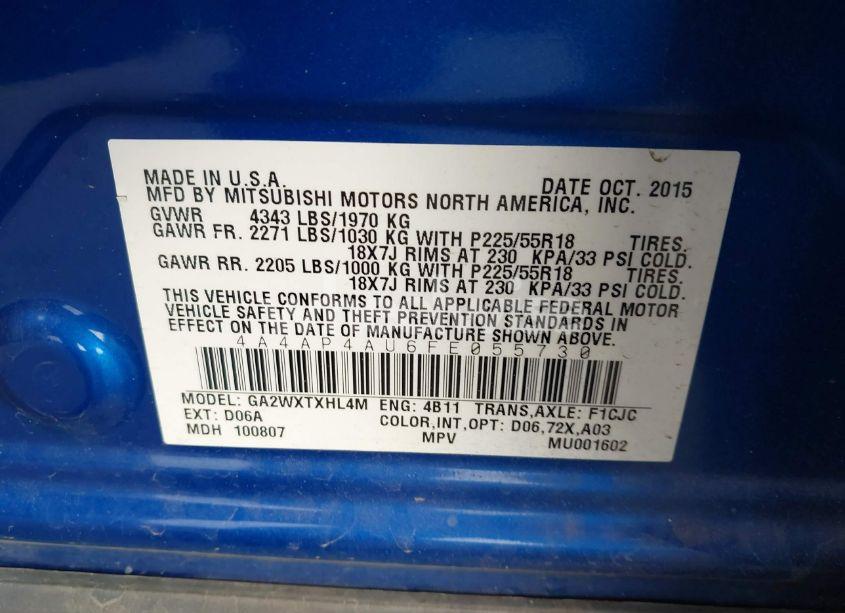 MADE IN U.S.A. DATE OCT. 2015
MFD BY MITSUBISHI MOTORS NORTH AMERICA, INC.
GVWR 4343 LBS/1970 KG
GAWR FR. 2271 LBS/1030 KG WITH P225/55R18 TIRES.
18X7J RIMS AT 230 KPA/33 PSI COLD.
GAWR RR. 2205 LBS/1000 KG WITH P225/55R18 TIRES.
18X7J RIMS AT 230 KPA/33 PSI COLD.
THIS VEHICLE CONFORMS TO ALL APPLICABLE FEDERAL MOTOR
VEHICLE SAFETY AND THEFT PREVENTION STANDARDS IN
EFFECT ON THE DATE OF MANUFACTURE SHOWN ABOVE.
4A4AP4AU6FE055730
MODEL: GA2WXTXHL4M ENG: 4B11 TRANS,AXLE: F1CJC
EXT: D06A COLOR,INT,OPT: D06,72X,A03
MDH 100807 MPV MU001602